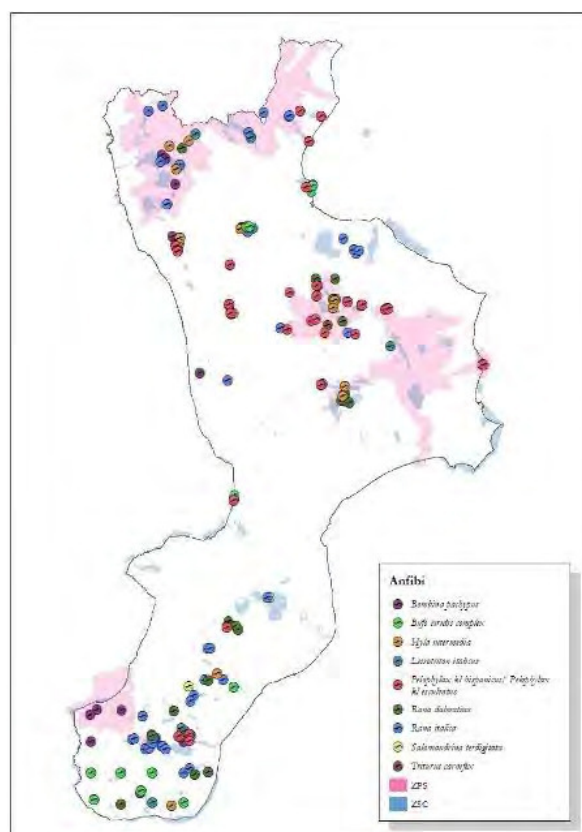 Anfibi
Bombina pachypus
Bufo viridis complex
Hyla intermedia
Lissotriton italicus
Pelophylax kl hispanicus/ Pelophylax
kl esculentus
Rana dalmatina
Rana italica
Salamandrina terdigitata
Triturus carnifex
ZPS
ZSC